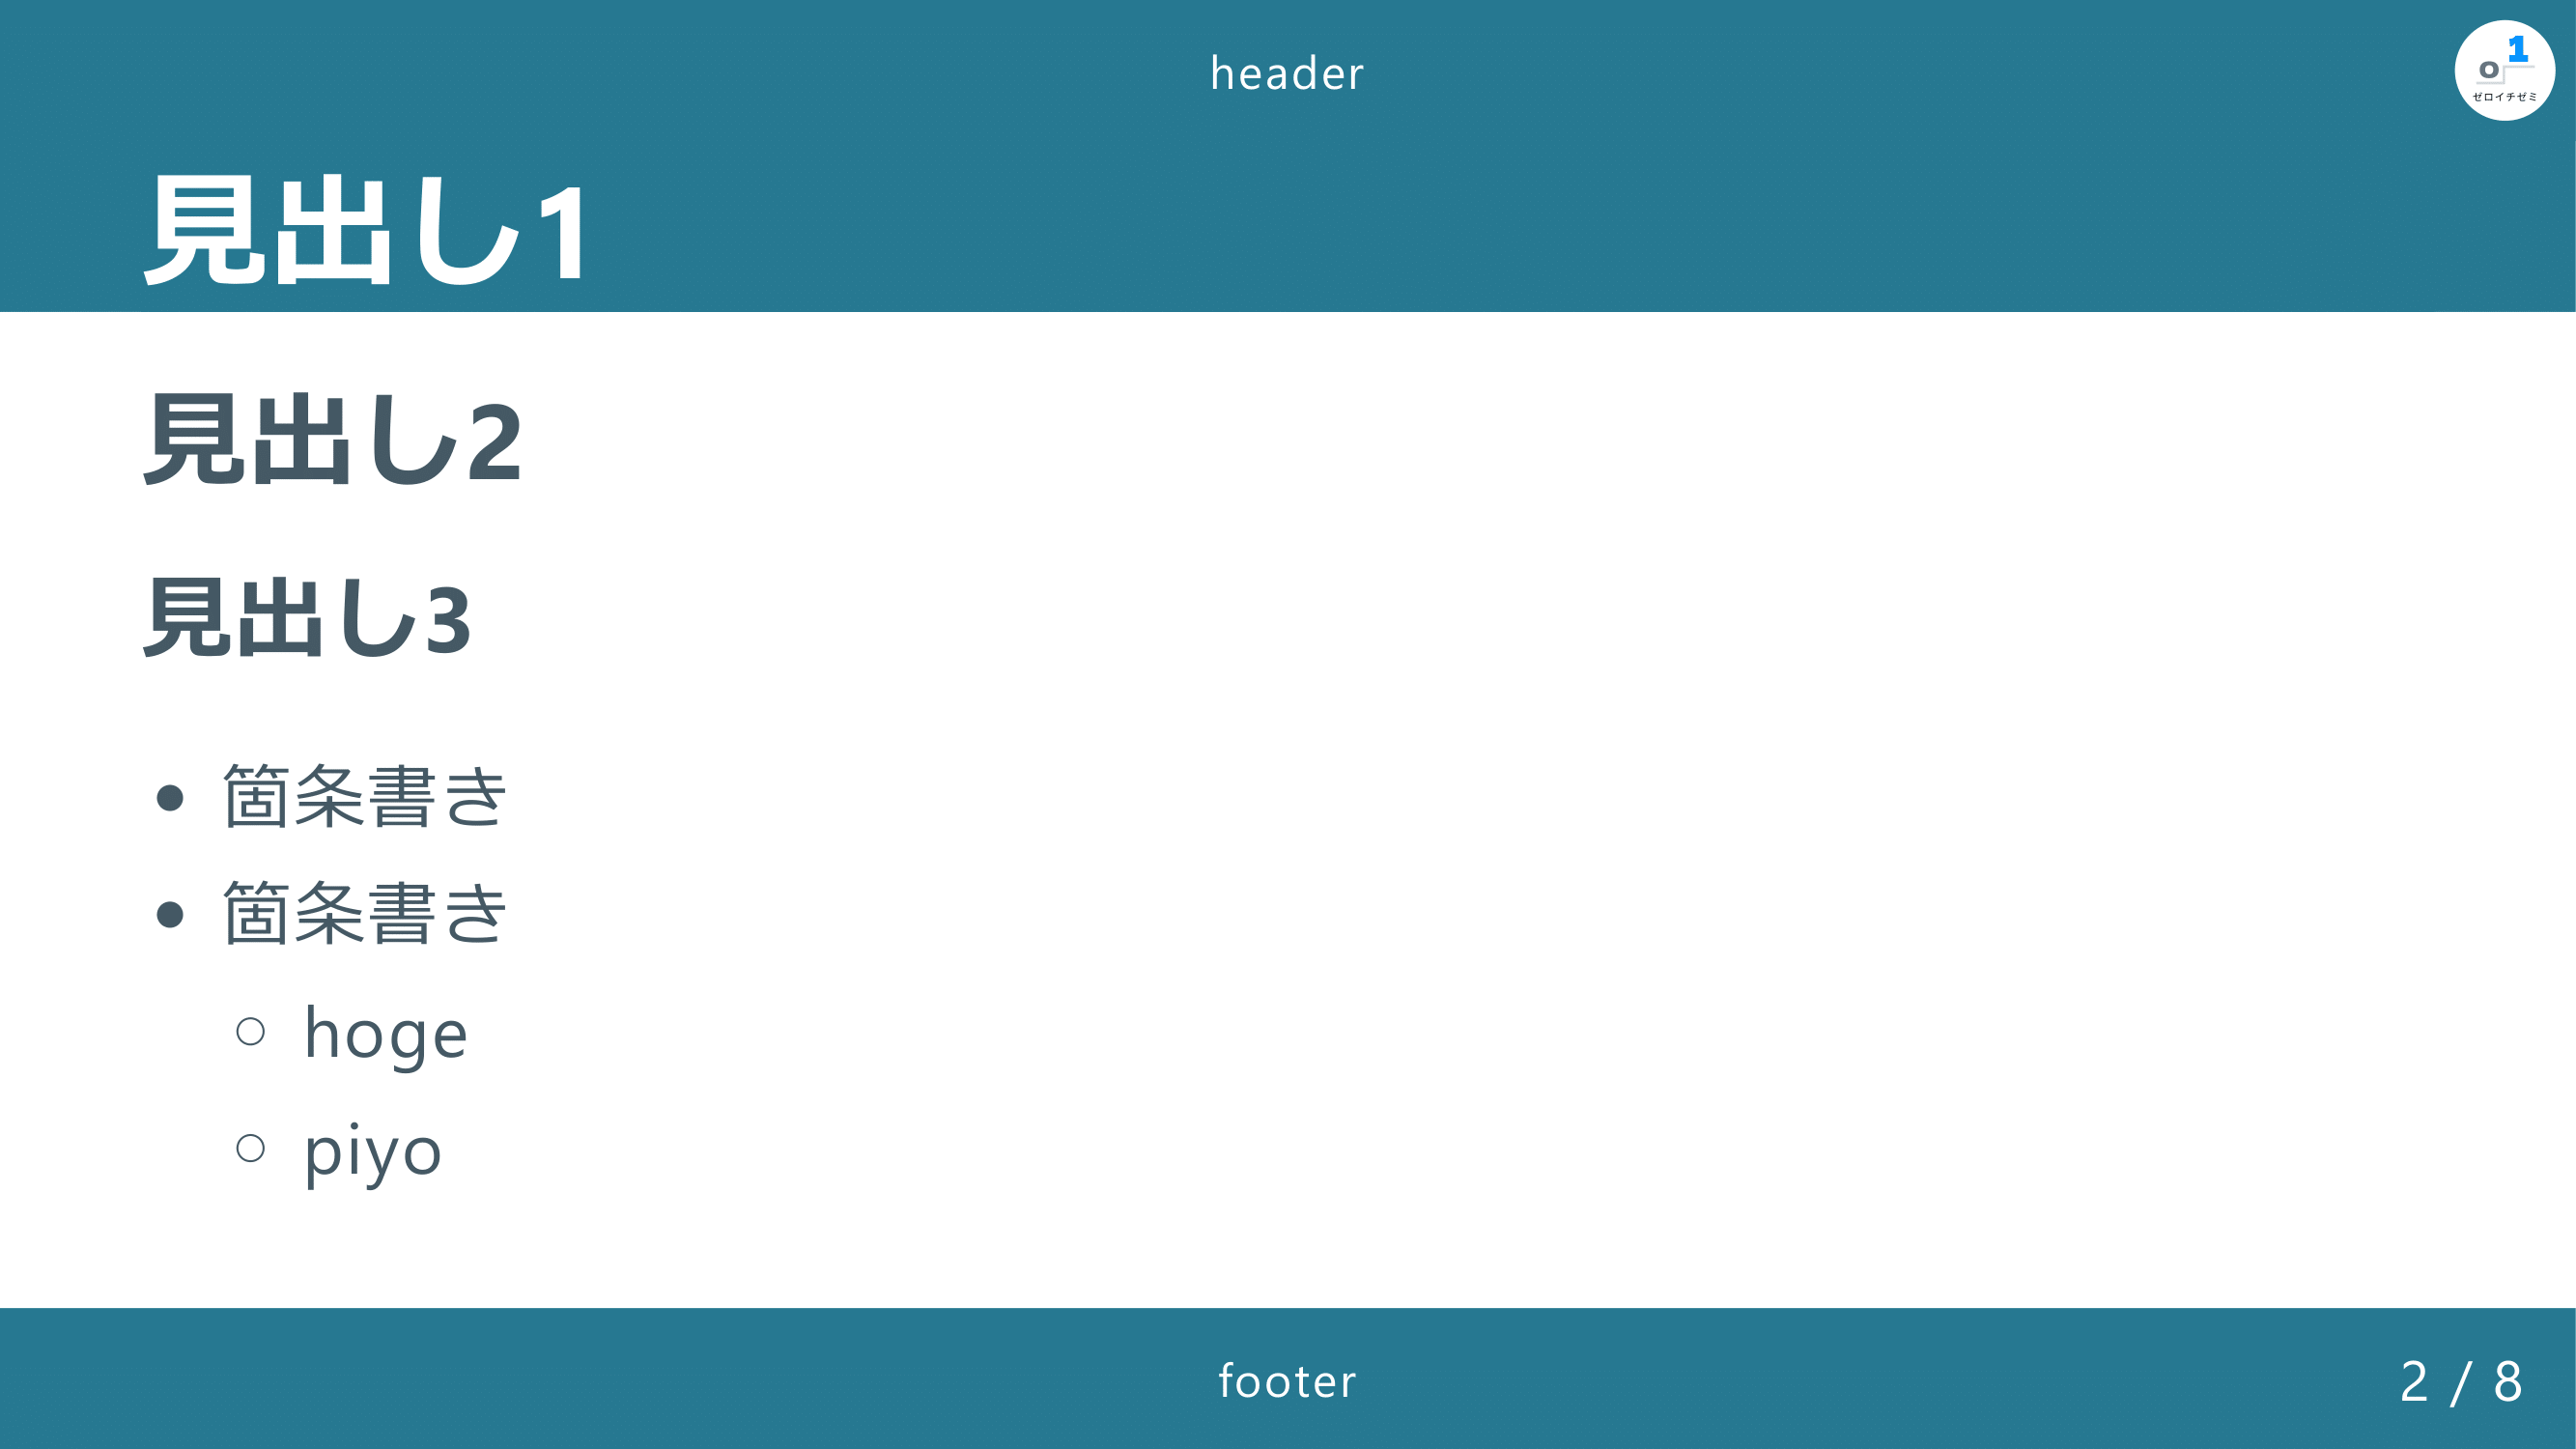 header
1
0
ゼロイチゼミ
見出し1
見出し2
見出し3
• 箇条書き
• 箇条書き
○ hoge
○ piyo
footer
2 / 8